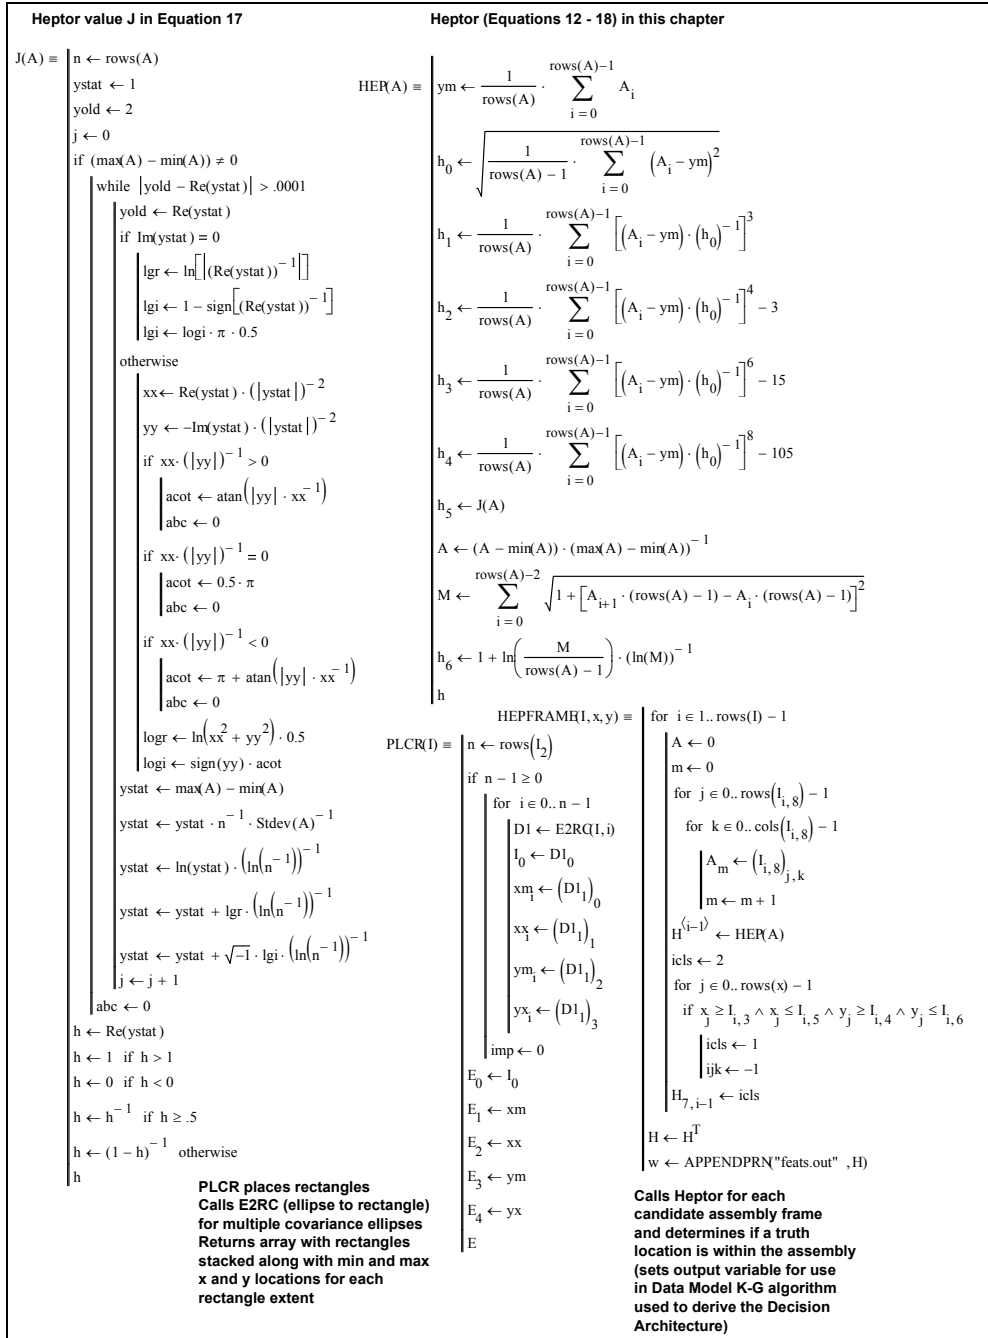 Heptor value J in Equation 17
J(A) ≡
n ← rows(A)
ystat ← 1
yold ← 2
j ← 0
if (max(A) − min(A)) ≠ 0
while |yold − Re(ystat)| > .0001
yold ← Re(ystat)
if Im(ystat) = 0
lgr ← ln[|(Re(ystat))^−1|]
lgi ← 1 − sign[(Re(ystat))^−1]
lgi ← logi · π · 0.5
otherwise
xx ← Re(ystat) · (|ystat|)^−2
yy ← −Im(ystat) · (|ystat|)^−2
if xx · (|yy|)^−1 > 0
acot ← atan(|yy| · xx^−1)
abc ← 0
if xx · (|yy|)^−1 = 0
acot ← 0.5 · π
abc ← 0
if xx · (|yy|)^−1 < 0
acot ← π + atan(|yy| · xx^−1)
abc ← 0
logr ← ln(xx^2 + yy^2) · 0.5
logi ← sign(yy) · acot
ystat ← max(A) − min(A)
ystat ← ystat · n^−1 · Stdev(A)^−1
ystat ← ln(ystat) · (ln(n^−1))^−1
ystat ← ystat + lgr · (ln(n^−1))^−1
ystat ← ystat + √−1 · lgi · (ln(n^−1))^−1
j ← j + 1
abc ← 0
h ← Re(ystat)
h ← 1 if h > 1
h ← 0 if h < 0
h ← h^−1 if h ≥ .5
h ← (1 − h)^−1 otherwise
h
Heptor (Equations 12 - 18) in this chapter
HEP(A) ≡
ym ← 1/rows(A) · ∑_{i = 0}^{rows(A)−1} A_i
h_0 ← √(1/(rows(A) − 1) · ∑_{i = 0}^{rows(A)−1} (A_i − ym)^2)
h_1 ← 1/rows(A) · ∑_{i = 0}^{rows(A)−1} [(A_i − ym) · (h_0)^−1]^3
h_2 ← 1/rows(A) · ∑_{i = 0}^{rows(A)−1} [(A_i − ym) · (h_0)^−1]^4 − 3
h_3 ← 1/rows(A) · ∑_{i = 0}^{rows(A)−1} [(A_i − ym) · (h_0)^−1]^6 − 15
h_4 ← 1/rows(A) · ∑_{i = 0}^{rows(A)−1} [(A_i − ym) · (h_0)^−1]^8 − 105
h_5 ← J(A)
A ← (A − min(A)) · (max(A) − min(A))^−1
M ← ∑_{i = 0}^{rows(A)−2} √(1 + [A_{i+1} · (rows(A) − 1) − A_i · (rows(A) − 1)]^2)
h_6 ← 1 + ln(M/(rows(A) − 1)) · (ln(M))^−1
h
PLCR(I) ≡
n ← rows(I_2)
if n − 1 ≥ 0
for i ∈ 0.. n − 1
D1 ← E2RC(I, i)
I_0 ← D1_0
xm_i ← (D1_1)_0
xx_i ← (D1_1)_1
ym_i ← (D1_1)_2
yx_i ← (D1_1)_3
imp ← 0
E_0 ← I_0
E_1 ← xm
E_2 ← xx
E_3 ← ym
E_4 ← yx
E
HEPFRAME(I, x, y) ≡
for i ∈ 1.. rows(I) − 1
A ← 0
m ← 0
for j ∈ 0.. rows(I_{i, 8}) − 1
for k ∈ 0.. cols(I_{i, 8}) − 1
A_m ← (I_{i, 8})_{j, k}
m ← m + 1
H^⟨i−1⟩ ← HEP(A)
icls ← 2
for j ∈ 0.. rows(x) − 1
if x_j ≥ I_{i, 3} ∧ x_j ≤ I_{i, 5} ∧ y_j ≥ I_{i, 4} ∧ y_j ≤ I_{i, 6}
icls ← 1
ijk ← −1
H_{7, i−1} ← icls
H ← H^T
w ← APPENDPRN("feats.out" , H)
PLCR places rectangles
Calls E2RC (ellipse to rectangle)
for multiple covariance ellipses
Returns array with rectangles
stacked along with min and max
x and y locations for each
rectangle extent
Calls Heptor for each
candidate assembly frame
and determines if a truth
location is within the assembly
(sets output variable for use
in Data Model K-G algorithm
used to derive the Decision
Architecture)